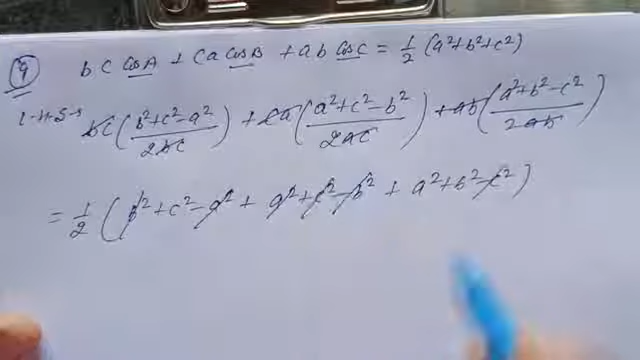 (9) bc cosA + ca cosB + ab cosC = 1/2 (a²+b²+c²)
L-H-S → bc ( b²+c²-a² / 2bc ) + ca ( a²+c²-b² / 2ac ) + ab ( a²+b²-c² / 2ab )
= 1/2 ( b²+c²-a² + a²+c²-b² + a²+b²-c² )